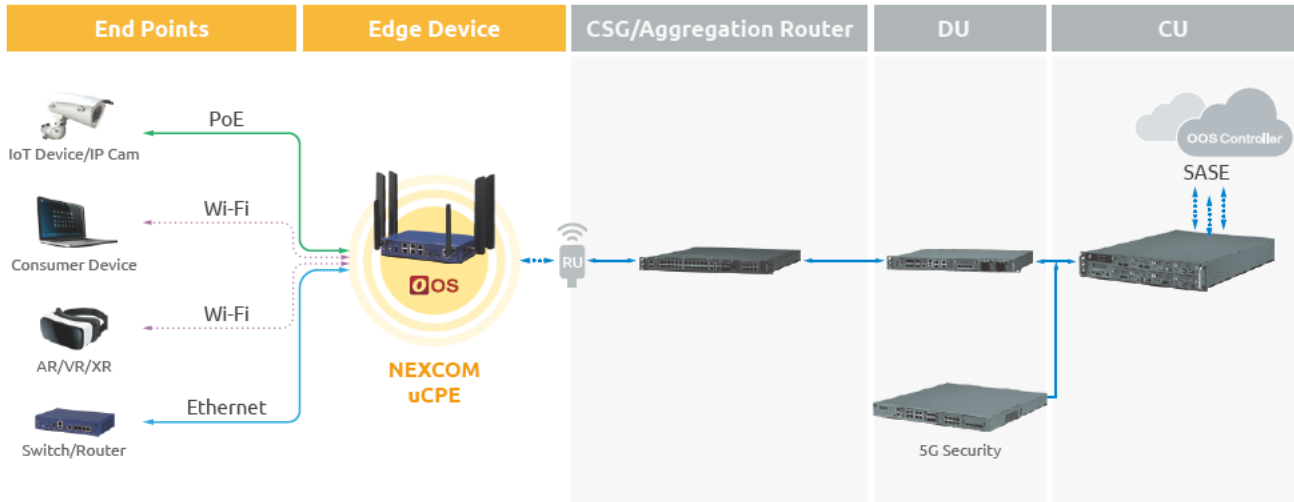 End Points
Edge Device
CSG/Aggregation Router
DU
CU
PoE
IoT Device/IP Cam
Wi-Fi
Consumer Device
Wi-Fi
AR/VR/XR
Ethernet
Switch/Router
OOS
NEXCOM
uCPE
RU
5G Security
OOS Controller
SASE